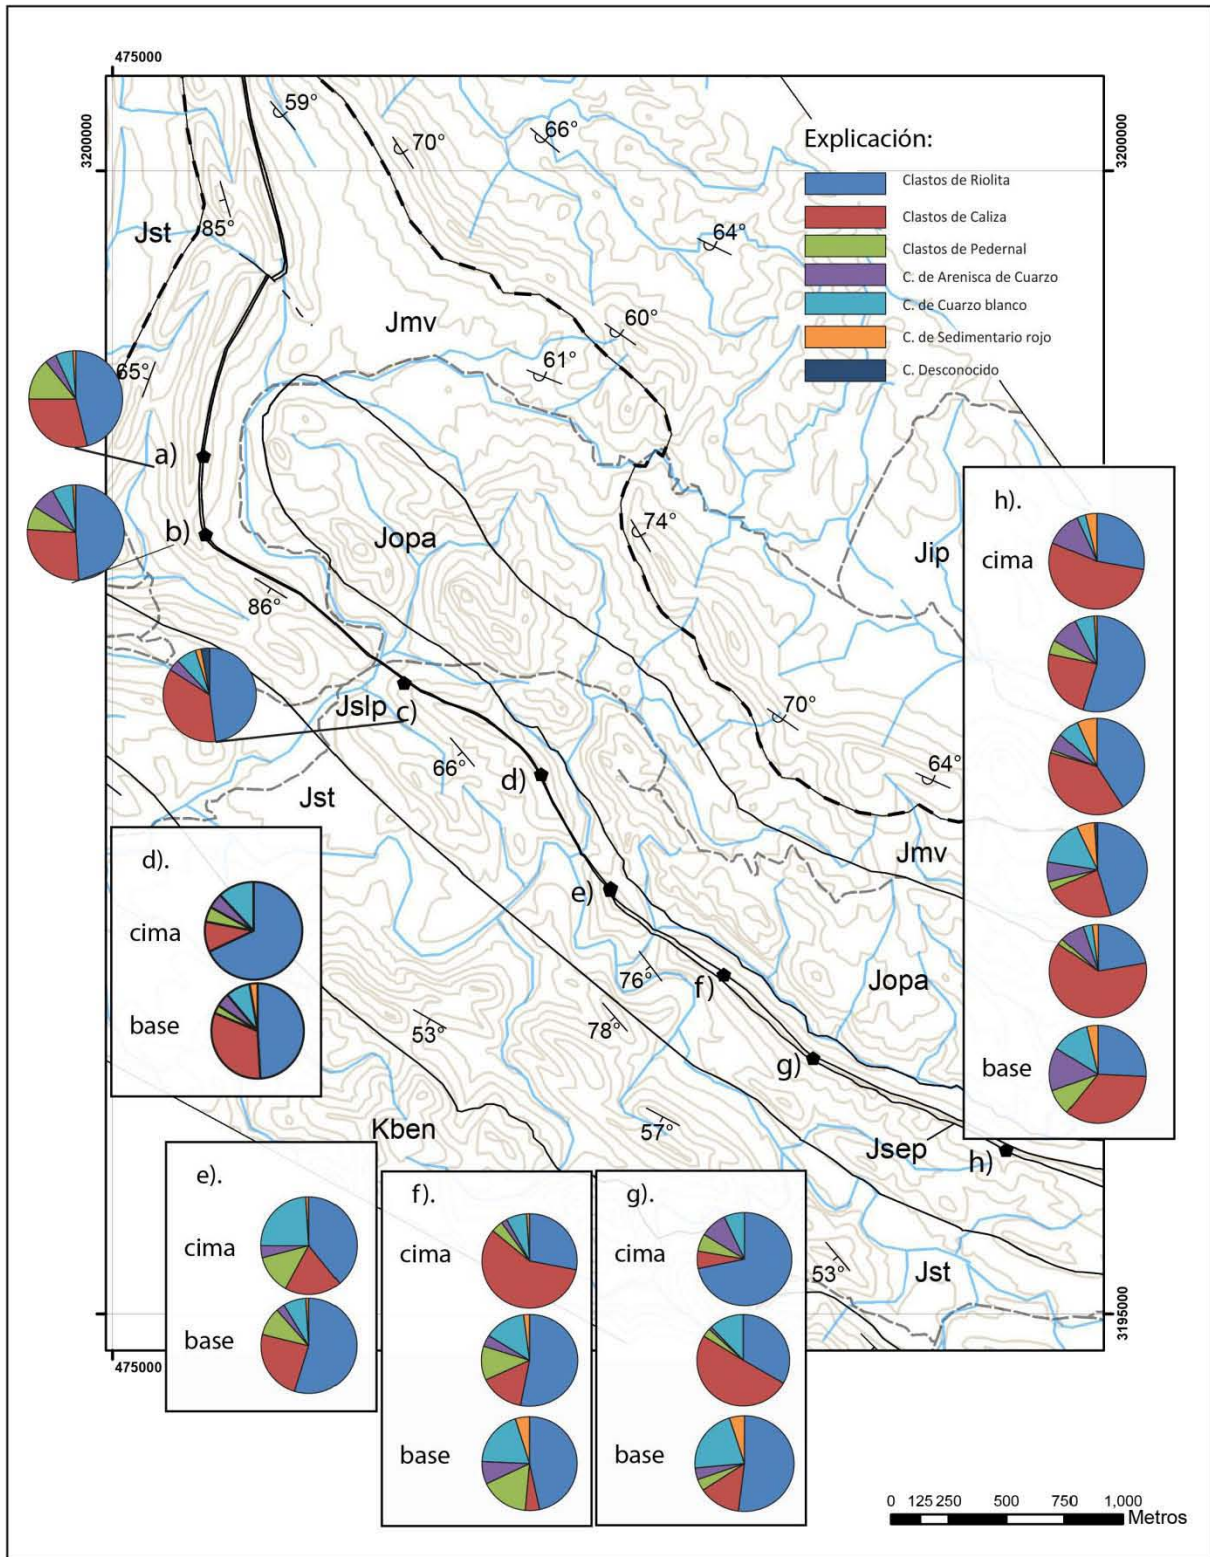 475000
3200000
3200000
59°
70°
66°
Explicación:
Clastos de Riolita
Clastos de Caliza
Clastos de Pedernal
C. de Arenisca de Cuarzo
C. de Cuarzo blanco
C. de Sedimentario rojo
C. Desconocido
Jst
85°
64°
Jmv
60°
61°
65°
a)
b)
Jopa
74°
Jip
h).
cima
base
86°
Jslp
c)
70°
66°
d)
64°
Jst
Jmv
d).
cima
base
e)
76°
f)
Jopa
53°
78°
g)
Kben
57°
Jsep
h)
e).
cima
base
f).
cima
base
g).
cima
base
53°
Jst
3195000
475000
0 125 250 500 750 1,000
Metros